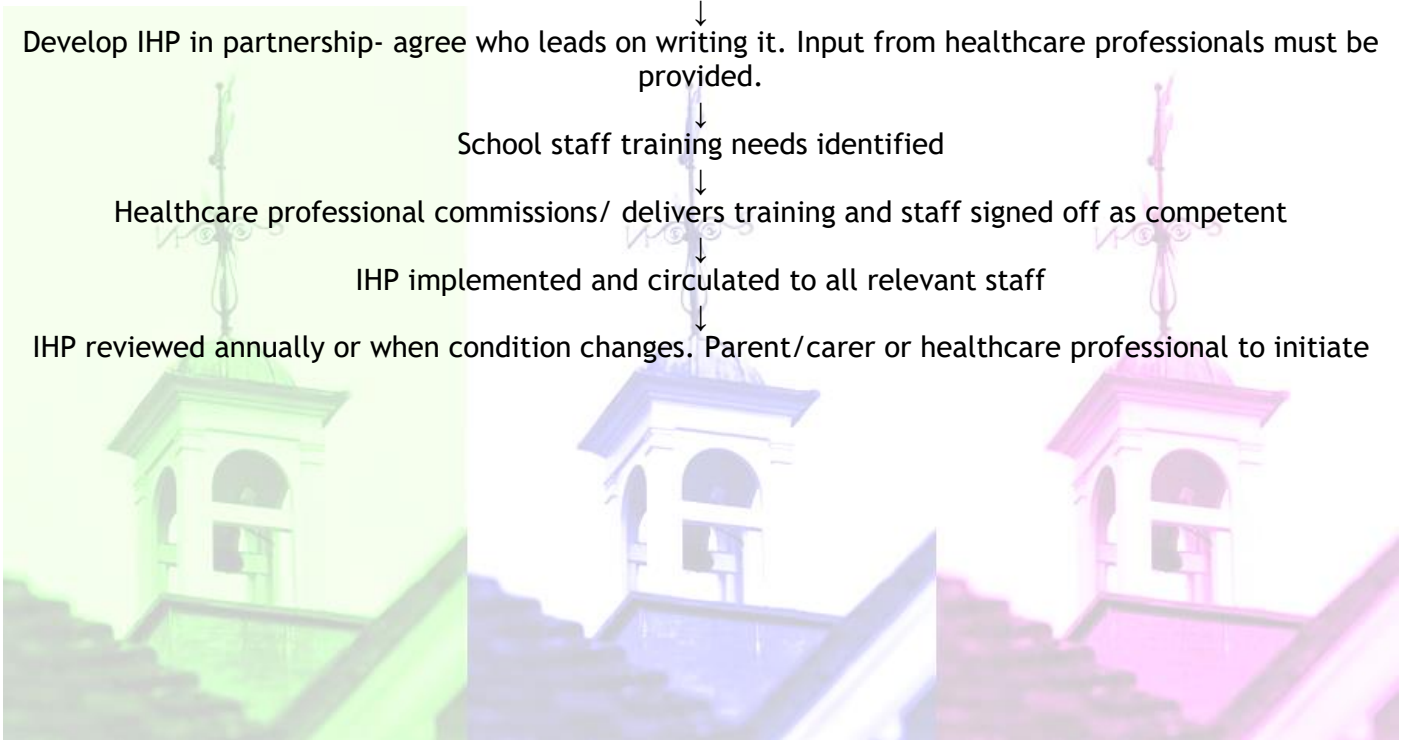 ↓
Develop IHP in partnership- agree who leads on writing it. Input from healthcare professionals must be
provided.
↓
School staff training needs identified
↓
Healthcare professional commissions/ delivers training and staff signed off as competent
↓
IHP implemented and circulated to all relevant staff
↓
IHP reviewed annually or when condition changes. Parent/carer or healthcare professional to initiate